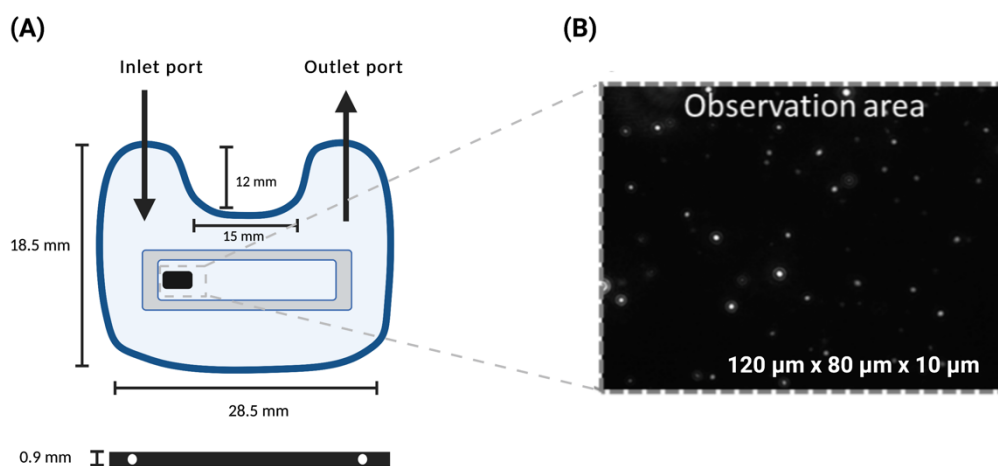 (A)
Inlet port
Outlet port
12 mm
15 mm
18.5 mm
28.5 mm
0.9 mm
(B)
Observation area
120 µm x 80 µm x 10 µm